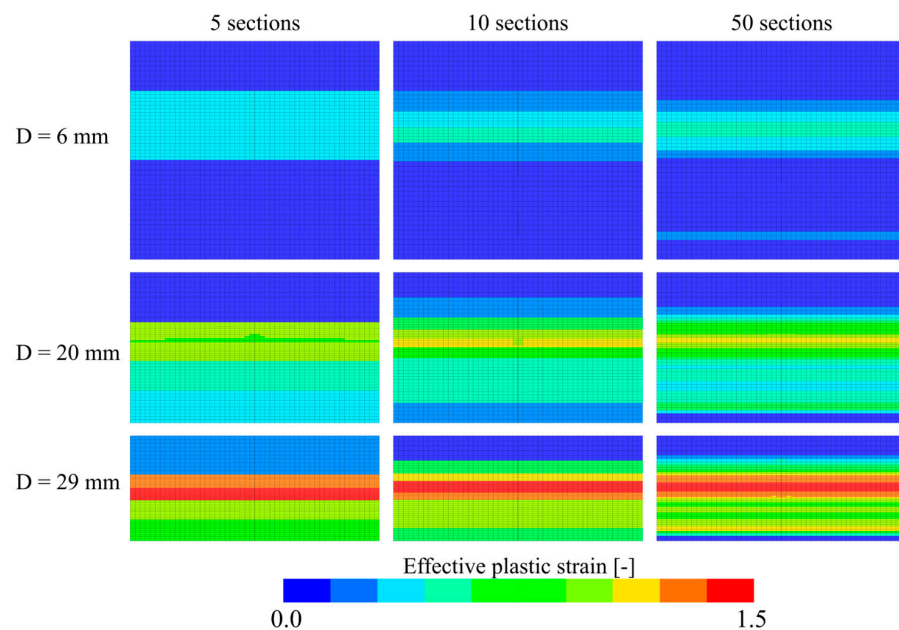 5 sections
10 sections
50 sections
D = 6 mm
D = 20 mm
D = 29 mm
Effective plastic strain [-]
0.0
1.5